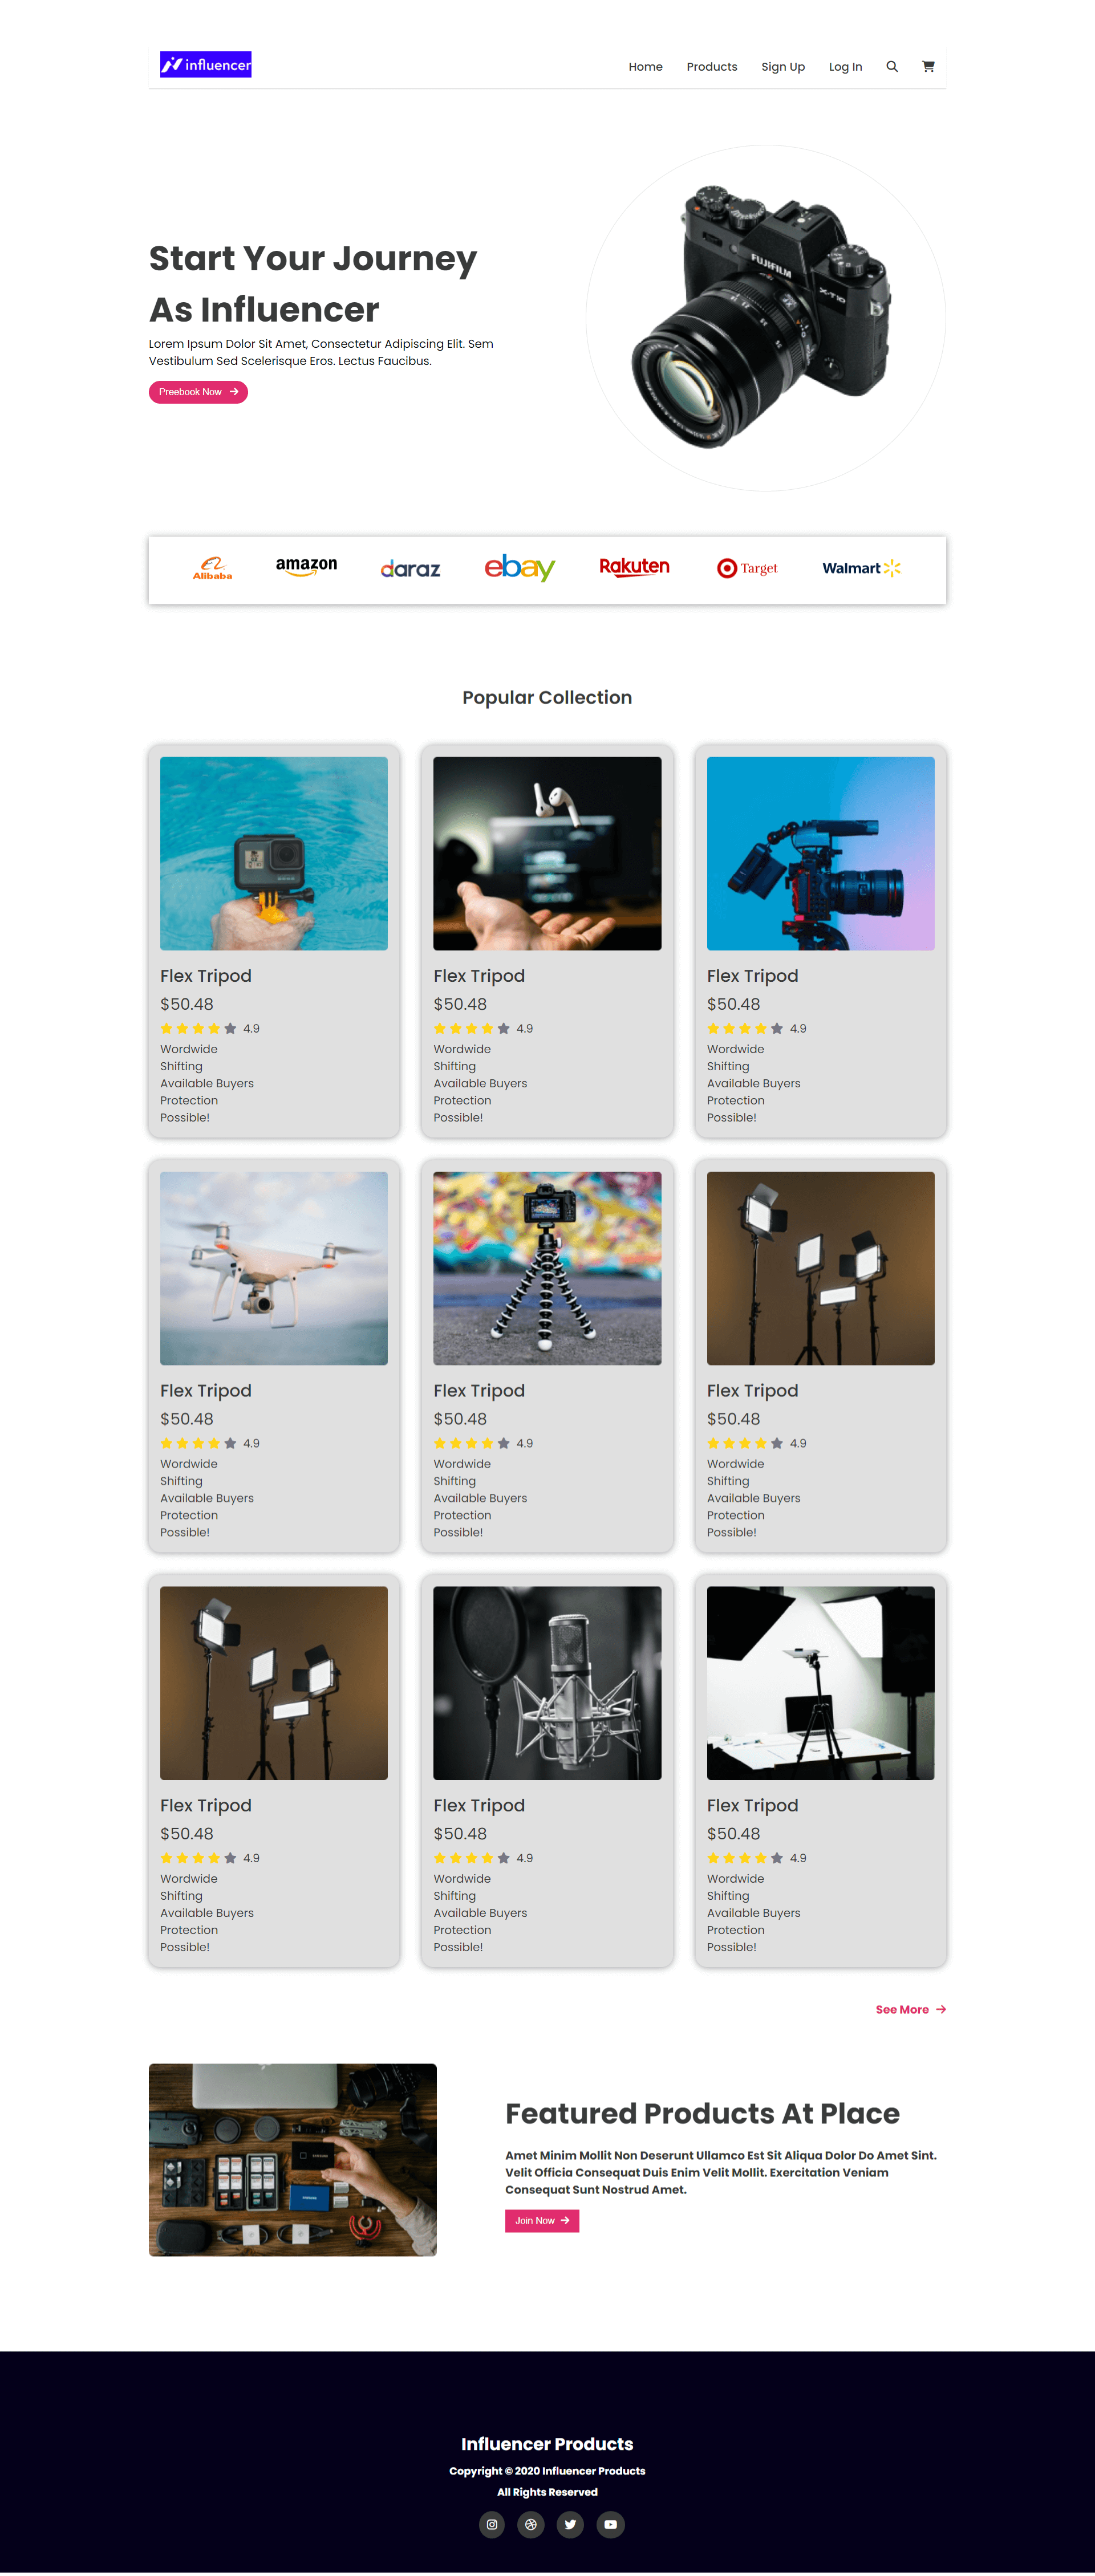 influencer
Home Products Sign Up Log In
FUJIFILM
X-T10
Start Your Journey
As Influencer
Lorem Ipsum Dolor Sit Amet, Consectetur Adipiscing Elit. Sem
Vestibulum Sed Scelerisque Eros. Lectus Faucibus.
Preebook Now
Alibaba amazon daraz ebay Rakuten Target Walmart
Popular Collection
Flex Tripod Flex Tripod Flex Tripod
$50.48 $50.48 $50.48
4.9 4.9 4.9
Wordwide Wordwide Wordwide
Shifting Shifting Shifting
Available Buyers Available Buyers Available Buyers
Protection Protection Protection
Possible! Possible! Possible!
Flex Tripod Flex Tripod Flex Tripod
$50.48 $50.48 $50.48
4.9 4.9 4.9
Wordwide Wordwide Wordwide
Shifting Shifting Shifting
Available Buyers Available Buyers Available Buyers
Protection Protection Protection
Possible! Possible! Possible!
Flex Tripod Flex Tripod Flex Tripod
$50.48 $50.48 $50.48
4.9 4.9 4.9
Wordwide Wordwide Wordwide
Shifting Shifting Shifting
Available Buyers Available Buyers Available Buyers
Protection Protection Protection
Possible! Possible! Possible!
See More
Featured Products At Place
Amet Minim Mollit Non Deserunt Ullamco Est Sit Aliqua Dolor Do Amet Sint.
Velit Officia Consequat Duis Enim Velit Mollit. Exercitation Veniam
Consequat Sunt Nostrud Amet.
Join Now
Influencer Products
Copyright © 2020 Influencer Products
All Rights Reserved